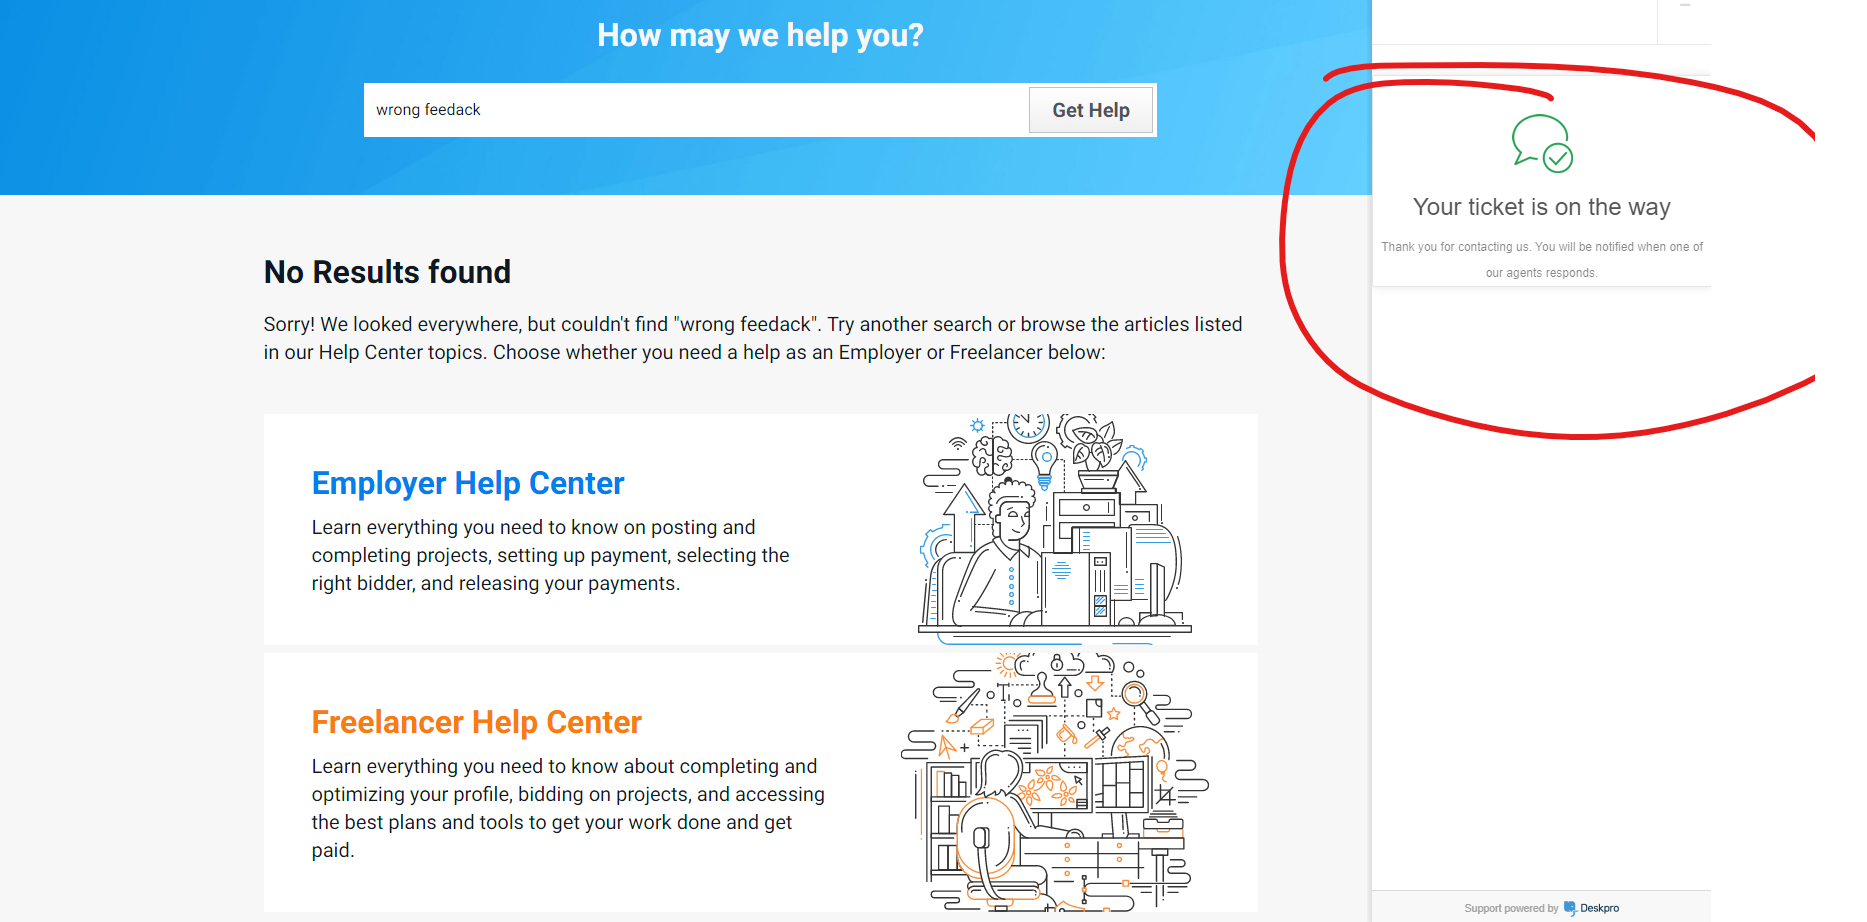 How may we help you?
wrong feedack
Get Help
No Results found
Sorry! We looked everywhere, but couldn't find "wrong feedack". Try another search or browse the articles listed
in our Help Center topics. Choose whether you need a help as an Employer or Freelancer below:
Employer Help Center
Learn everything you need to know on posting and
completing projects, setting up payment, selecting the
right bidder, and releasing your payments.
Freelancer Help Center
Learn everything you need to know about completing and
optimizing your profile, bidding on projects, and accessing
the best plans and tools to get your work done and get
paid.
Your ticket is on the way
Thank you for contacting us. You will be notified when one of
our agents responds.
Support powered by Deskpro